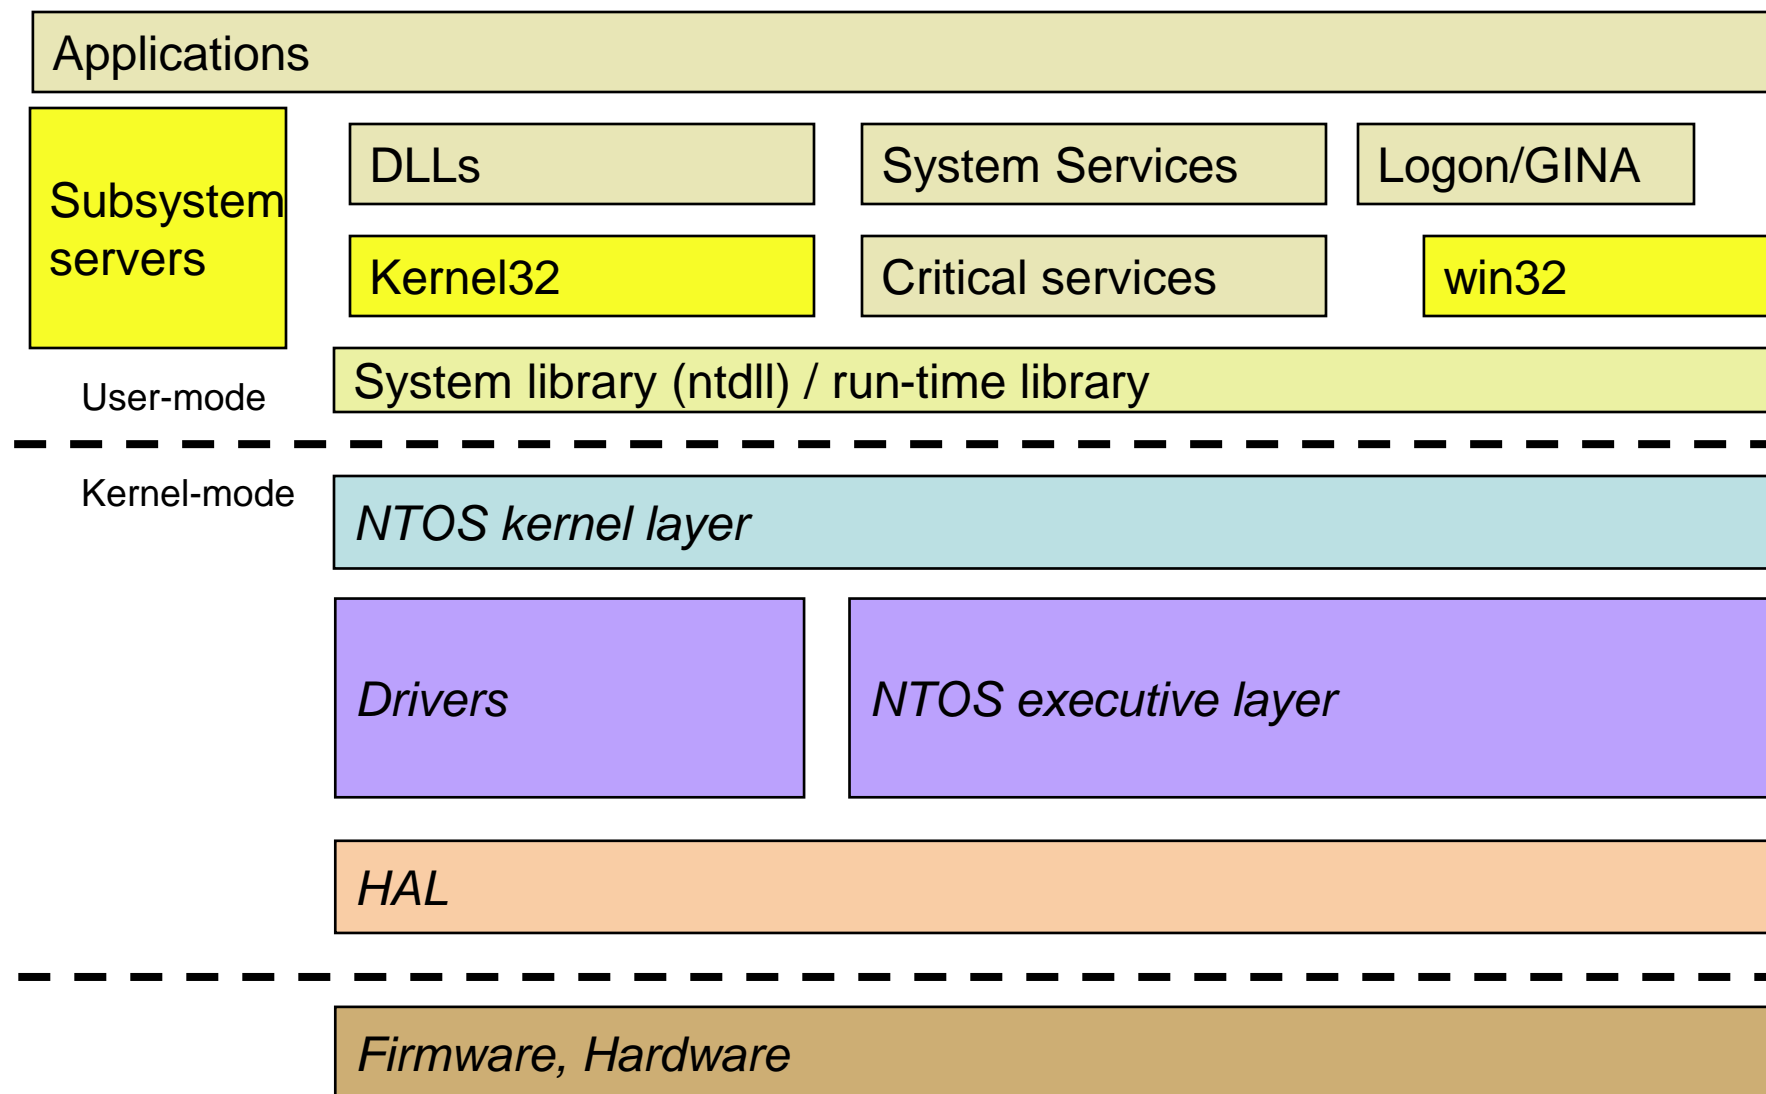 Applications
Subsystem
servers
DLLs
System Services
Logon/GINA
Kernel32
Critical services
win32
User-mode
System library (ntdll) / run-time library
Kernel-mode
NTOS kernel layer
Drivers
NTOS executive layer
HAL
Firmware, Hardware